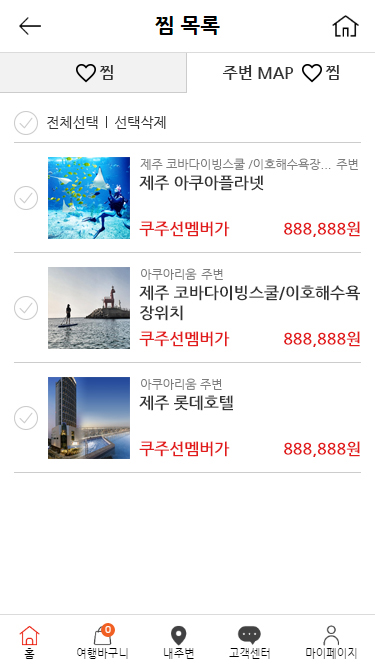 찜 목록
찜
주변 MAP 찜
전체선택 | 선택삭제
제주 코바다이빙스쿨 /이호해수욕장... 주변
제주 아쿠아플라넷
쿠주선멤버가 888,888원
아쿠아리움 주변
제주 코바다이빙스쿨/이호해수욕
장위치
쿠주선멤버가 888,888원
아쿠아리움 주변
제주 롯데호텔
쿠주선멤버가 888,888원
0
홈 여행바구니 내주변 고객센터 마이페이지